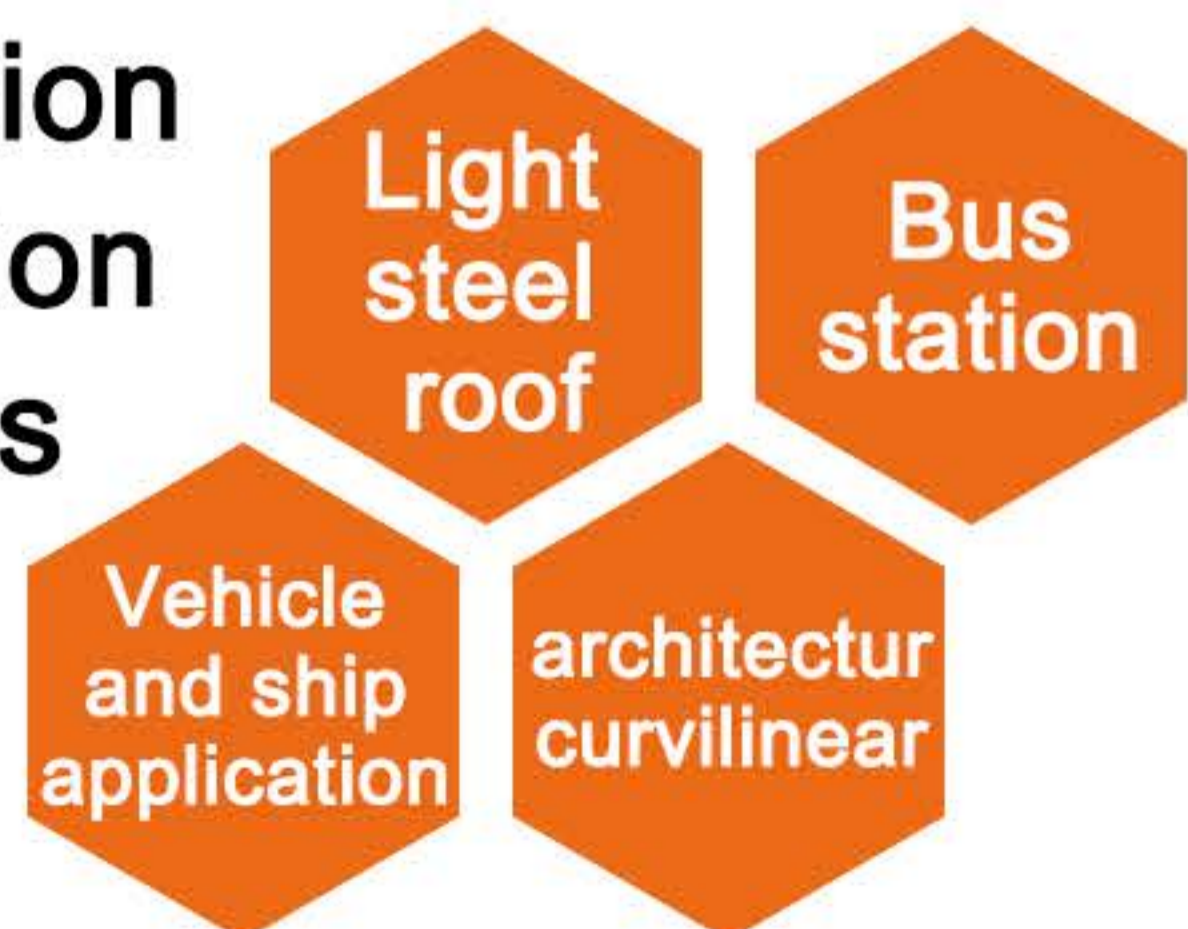 ion
on
s
Light
steel
roof
Bus
station
Vehicle
and ship
application
architectur
curvilinear